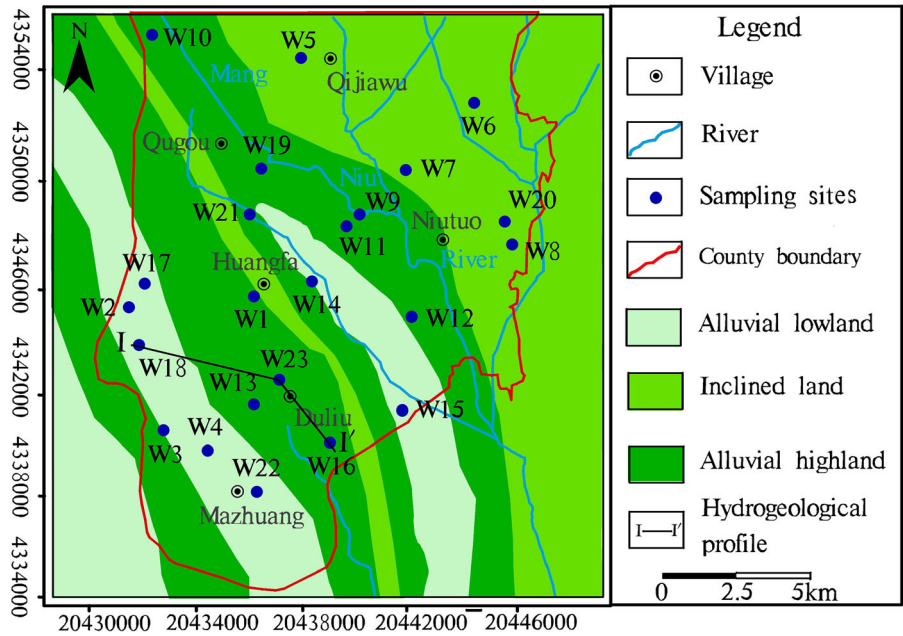 4354000
4350000
4346000
4342000
4338000
4334000
N
W10
W5
Qijiawu
Mang
W6
Qugou
W19
W7
Niu
W21
W9
W20
W11
Niutuo
W8
River
Huangfa
W17
W14
W2
W1
W12
I
W18
W23
W13
W15
Duliu
W3
W4
I′
W16
W22
Mazhuang
20430000
20434000
20438000
20442000
20446000
Legend
Village
River
Sampling sites
County boundary
Alluvial lowland
Inclined land
Alluvial highland
I—I′
Hydrogeological
profile
0
2.5
5km